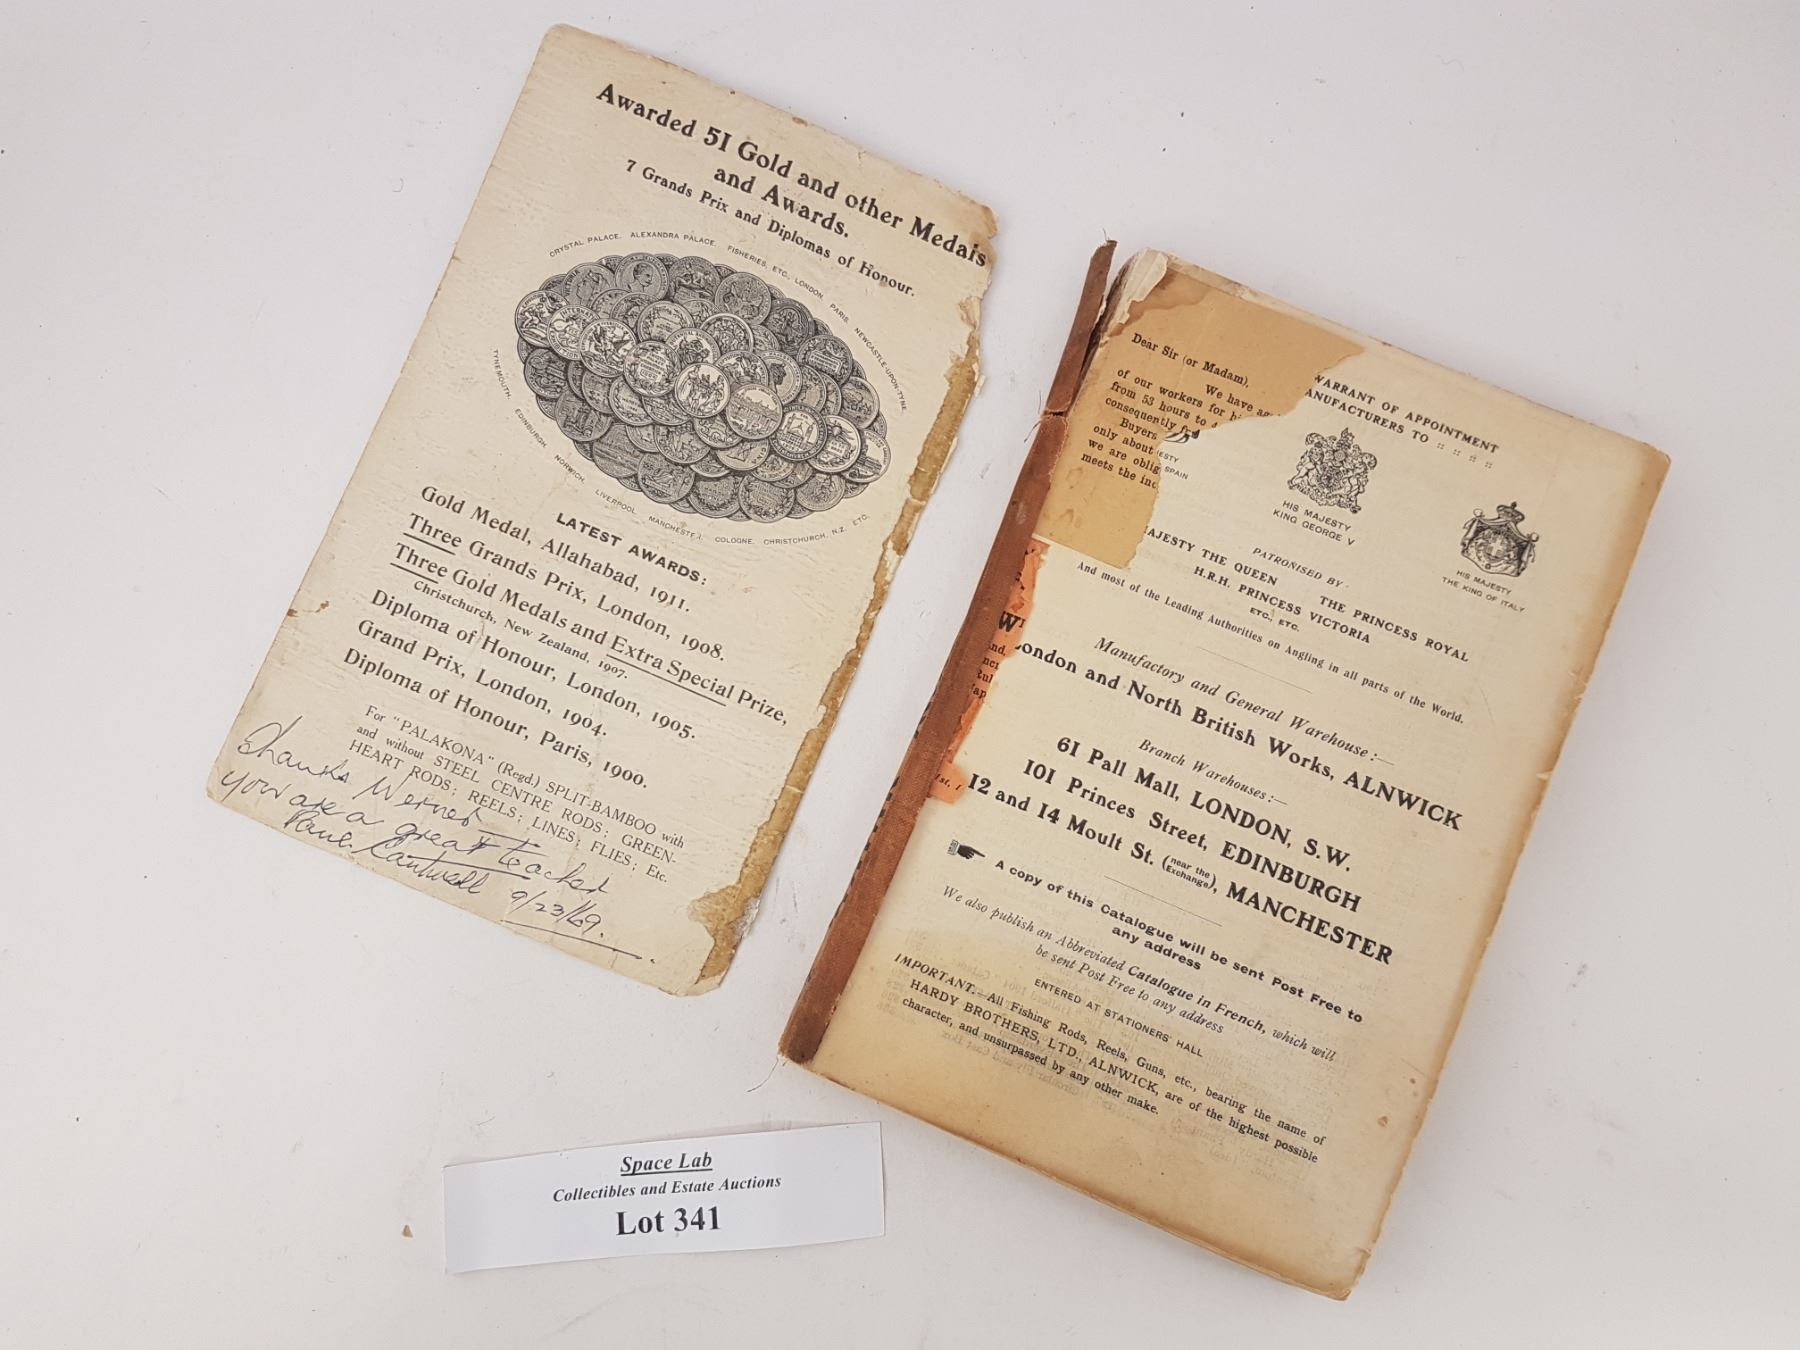 Awarded 51 Gold and other Medals
and Awards.
7 Grands Prix and Diplomas of Honour.
CRYSTAL PALACE. ALEXANDRA PALACE. FISHERIES, ETC., LONDON. PARIS. NEWCASTLE-UPON-TYNE.
TYNEMOUTH. EDINBURGH. NORWICH. LIVERPOOL. MANCHESTER. COLOGNE. CHRISTCHURCH, N.Z. ETC.
LATEST AWARDS:
Gold Medal, Allahabad, 1911.
Three Grands Prix, London, 1908.
Three Gold Medals and Extra Special Prize,
Christchurch, New Zealand, 1907.
Diploma of Honour, London, 1905.
Grand Prix, London, 1904.
Diploma of Honour, Paris, 1900.
For "PALAKONA" (Regd.) SPLIT-BAMBOO with
and without STEEL CENTRE RODS; GREEN-
HEART RODS; REELS; LINES; FLIES; Etc.
Thanks Werner
you are a great teacher
Cantwell 9/23/69.
Dear Sir (or Madam),
We have ag
of our workers for hi
from 53 hours to 4
consequently
Buyers
only about
we are oblig
meets the inc
WARRANT OF APPOINTMENT
ANUFACTURERS TO :: :: :: ::
ESTY
SPAIN
HIS MAJESTY
KING GEORGE V
HIS MAJESTY
THE KING OF ITALY
PATRONISED BY
AJESTY THE QUEEN THE PRINCESS ROYAL
H.R.H. PRINCESS VICTORIA
ETC., ETC.
And most of the Leading Authorities on Angling in all parts of the World.
Manufactory and General Warehouse:—
London and North British Works, ALNWICK
Branch Warehouses:—
61 Pall Mall, LONDON, S.W.
101 Princes Street, EDINBURGH
12 and 14 Moult St. (near the Exchange), MANCHESTER
A copy of this Catalogue will be sent Post Free to
any address
We also publish an Abbreviated Catalogue in French, which will
be sent Post Free to any address
ENTERED AT STATIONERS' HALL
IMPORTANT.—All Fishing Rods, Reels, Guns, etc., bearing the name of
HARDY BROTHERS, LTD., ALNWICK, are of the highest possible
character, and unsurpassed by any other make.
Space Lab
Collectibles and Estate Auctions
Lot 341